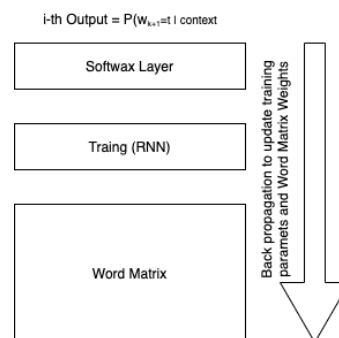 i-th Output = P(wₖ₊₁=t | context
Softwax Layer
Traing (RNN)
Word Matrix
Back propagation to update training
paramets and Word Matrix Weights